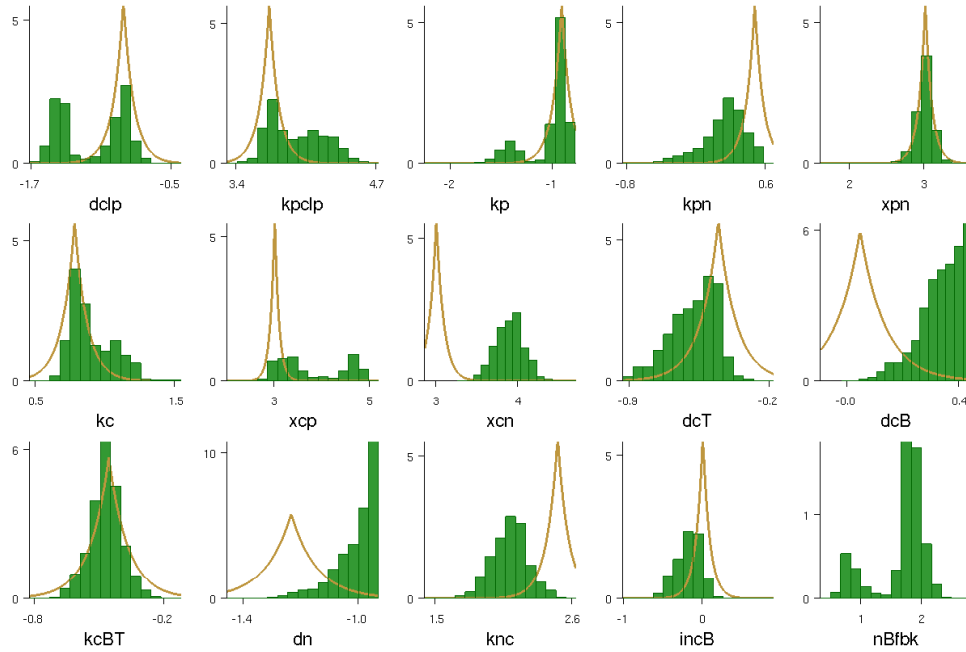 5 5 5 5 5
0 0 0 0 0
-1.7 -0.5 3.4 4.7 -2 -1 -0.8 0.6 2 3
dclp kpclp kp kpn xpn
5 5 5 5 6
0 0 0 0 0
0.5 1.5 3 5 3 4 -0.9 -0.2 -0.0 0.4
kc xcp xcn dcT dcB
6 10 5 5 1
0 0 0 0 0
-0.8 -0.2 -1.4 -1.0 1.5 2.6 -1 0 1 2
kcBT dn knc incB nBfbk